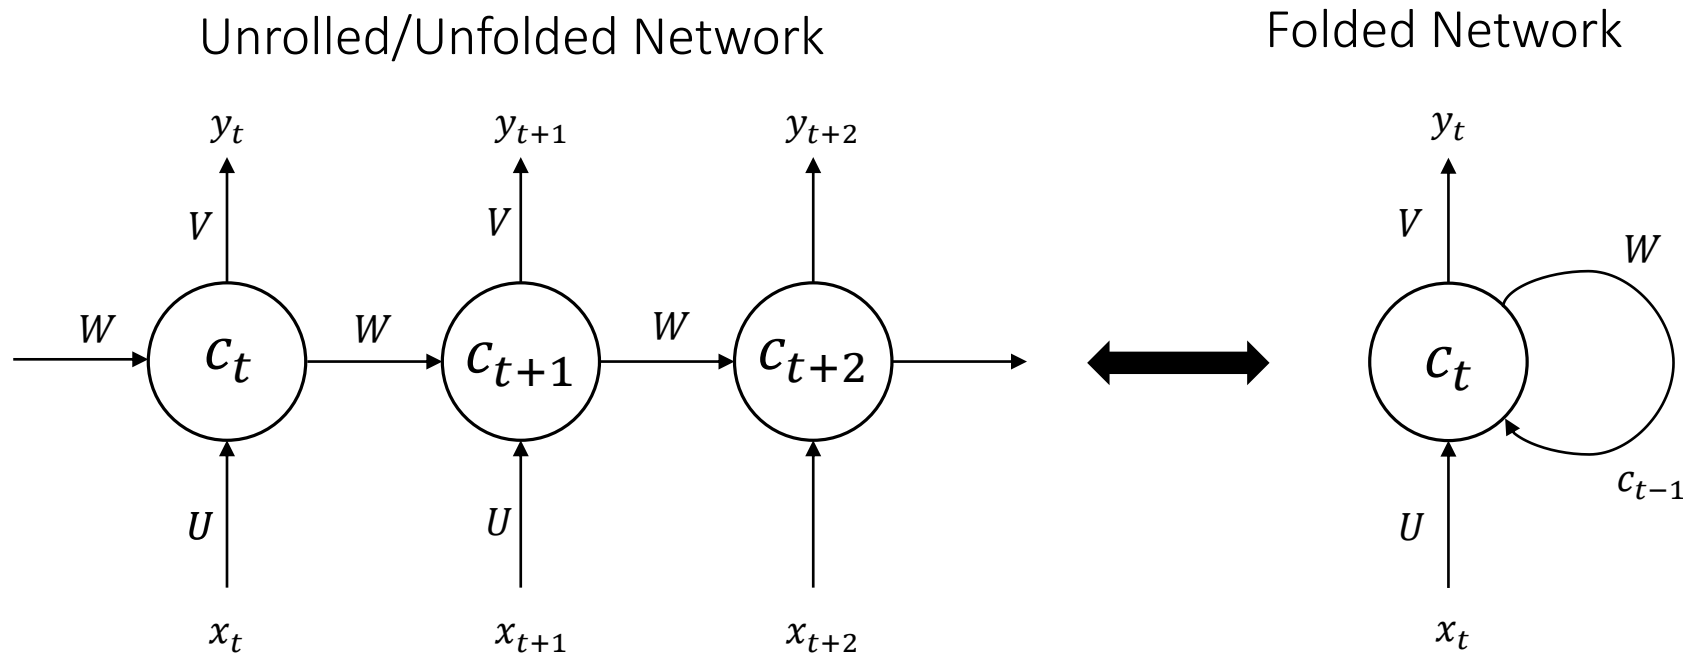 Unrolled/Unfolded Network
Folded Network
y_t y_{t+1} y_{t+2} y_t
V V V
W W W W
c_t c_{t+1} c_{t+2} c_t
c_{t-1}
U U U
x_t x_{t+1} x_{t+2} x_t